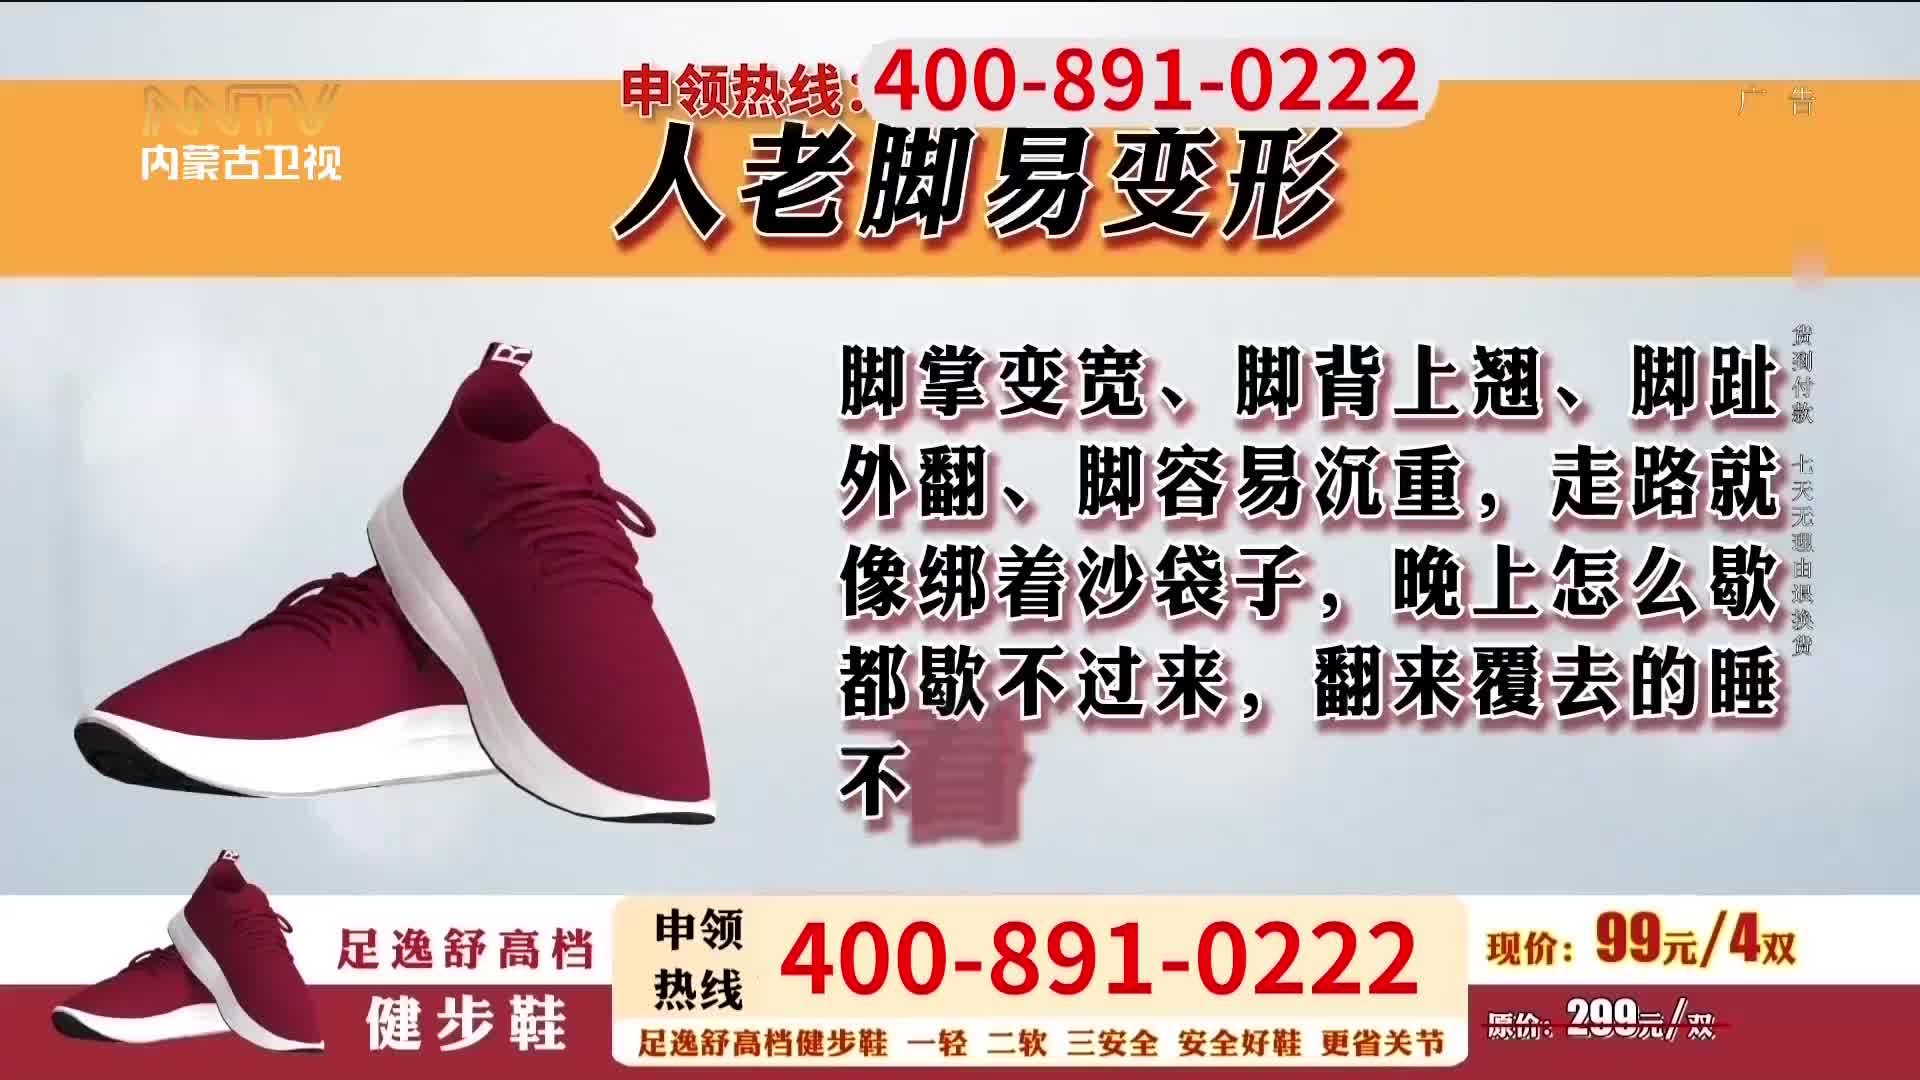 申领热线：400-891-0222
NMTV
内蒙古卫视
广告
人老脚易变形
脚掌变宽、脚背上翘、脚趾
外翻、脚容易沉重，走路就
像绑着沙袋子，晚上怎么歇
都歇不过来，翻来覆去的睡
不着
货到付款 七天无理由退换货
R
R
足逸舒高档
健步鞋
申领
热线
400-891-0222
足逸舒高档健步鞋 一轻 二软 三安全 安全好鞋 更省关节
现价：99元/4双
原价：299元/双